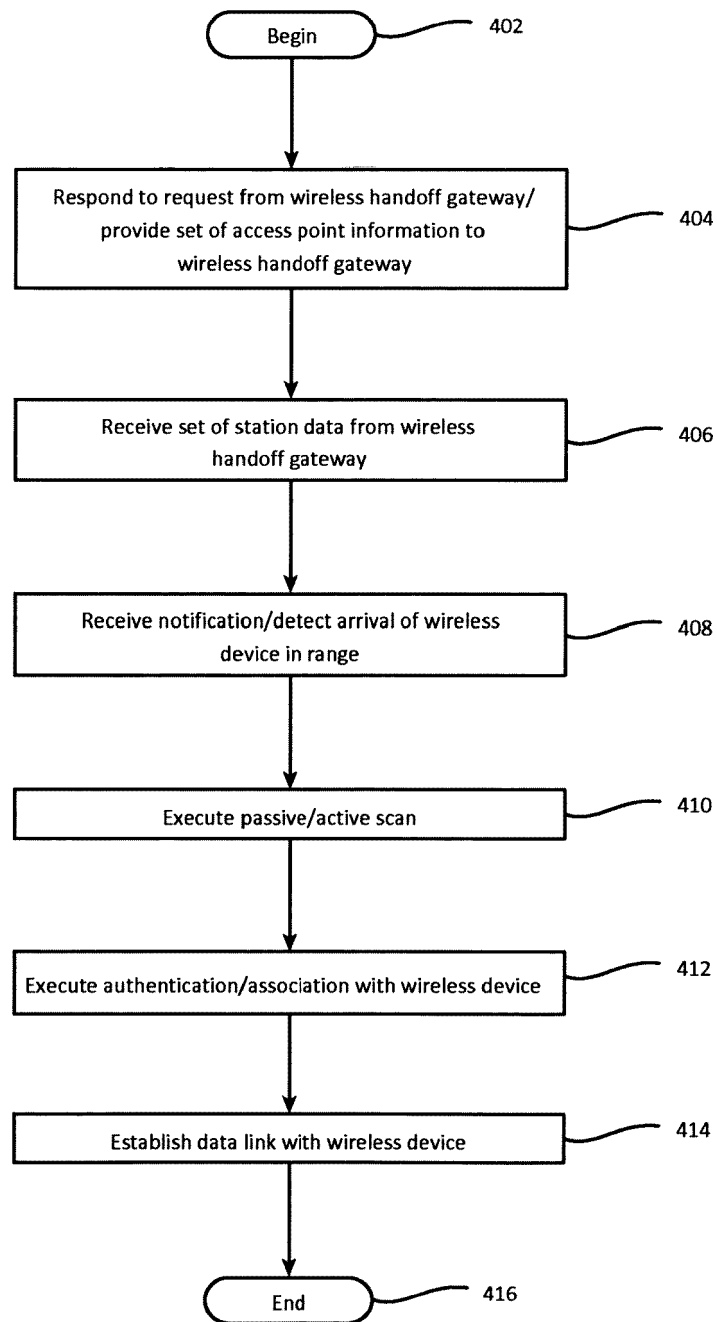 Begin
402
Respond to request from wireless handoff gateway/
provide set of access point information to
wireless handoff gateway
404
Receive set of station data from wireless
handoff gateway
406
Receive notification/detect arrival of wireless
device in range
408
Execute passive/active scan
410
Execute authentication/association with wireless device
412
Establish data link with wireless device
414
End
416